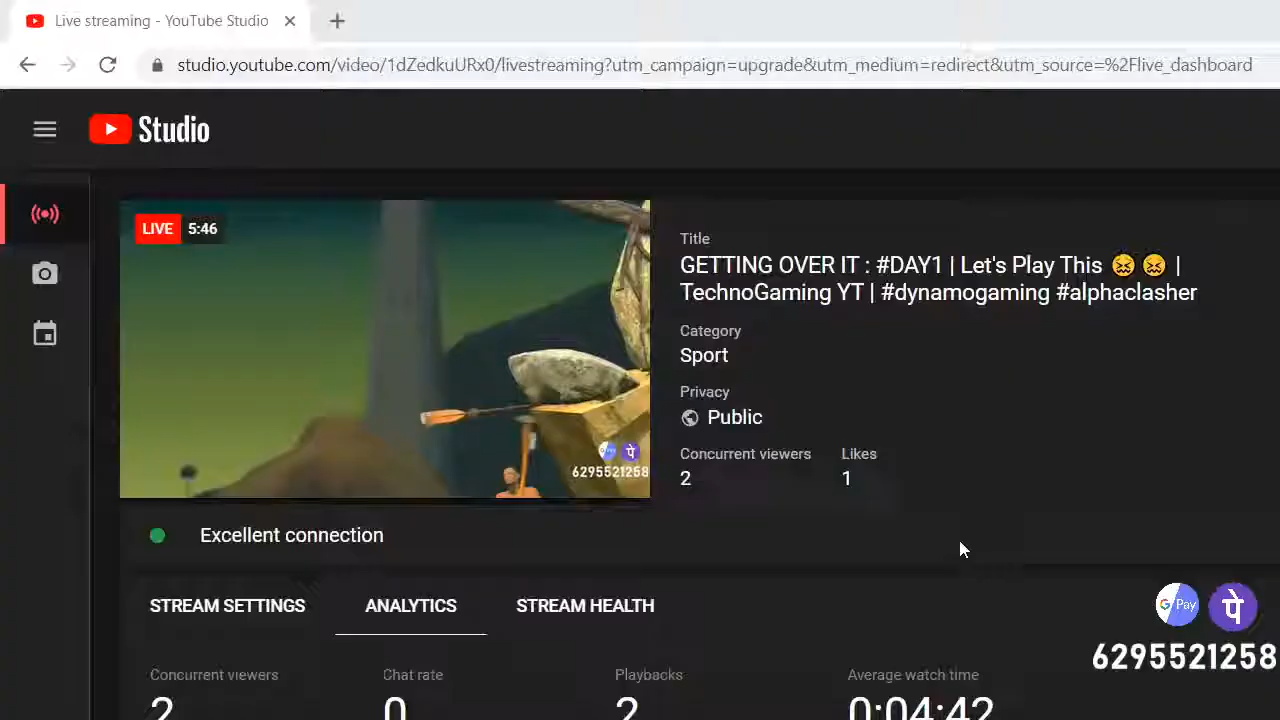 Live streaming - YouTube Studio
studio.youtube.com/video/1dZedkuURx0/livestreaming?utm_campaign=upgrade&utm_medium=redirect&utm_source=%2Flive_dashboard
Studio
LIVE 5:46
पे
6295521258
Title
GETTING OVER IT : #DAY1 | Let's Play This 😖 😖 |
TechnoGaming YT | #dynamogaming #alphaclasher
Category
Sport
Privacy
Public
Concurrent viewers Likes
2 1
Excellent connection
STREAM SETTINGS ANALYTICS STREAM HEALTH
G Pay पे
6295521258
Concurrent viewers Chat rate Playbacks Average watch time
2 0 2 0:04:42